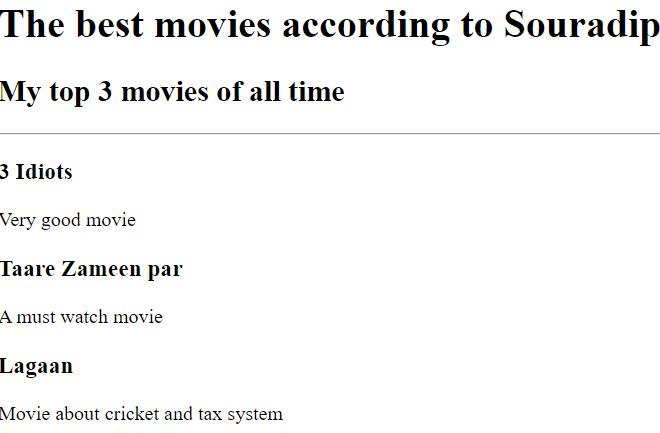 The best movies according to Souradip
My top 3 movies of all time
3 Idiots
Very good movie
Taare Zameen par
A must watch movie
Lagaan
Movie about cricket and tax system